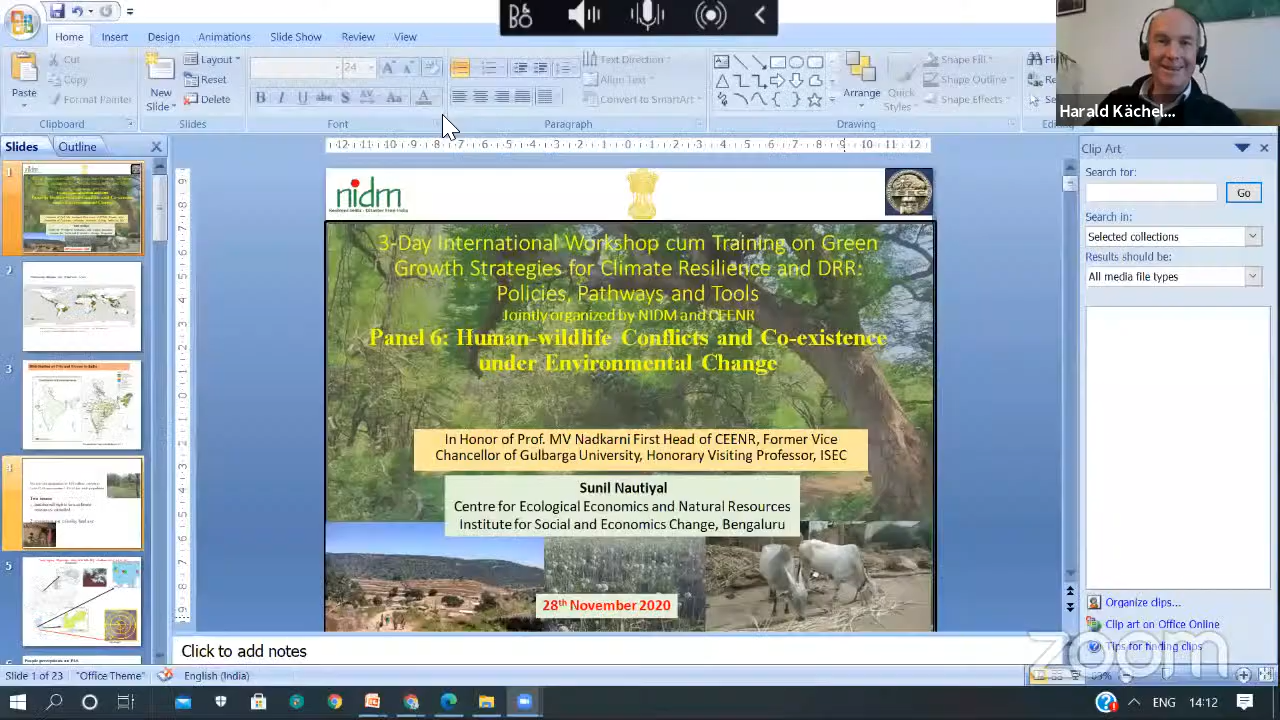 Home
Insert
Design
Animations
Slide Show
Review
View
Paste
Cut
Copy
Format Painter
Clipboard
New
Slide
Layout
Reset
Delete
Slides
24
Font
Text Direction
Align Text
Convert to SmartArt
Paragraph
Arrange
Quick
Styles
Shape Fill
Shape Outline
Shape Effects
Drawing
Harald Kächel...
Slides
Outline
Clip Art
Search for:
Go
Search in:
Selected collections
Results should be:
All media file types
Organize clips...
Clip art on Office Online
Tips for finding clips
nidm
3-Day International Workshop cum Training on Green
Growth Strategies for Climate Resilience and DRR:
Policies, Pathways and Tools
Jointly organized by NIDM and CEENR
Panel 6: Human-wildlife Conflicts and Co-existence
under Environmental Change
In Honor of Prof. MV Nadkarni First Head of CEENR, Former Vice
Chancellor of Gulbarga University, Honorary Visiting Professor, ISEC
Sunil Nautiyal
Centre for Ecological Economics and Natural Resources
Institute for Social and Economics Change, Bengaluru
28th November 2020
Click to add notes
Slide 1 of 23
"Office Theme"
English (India)
zoom
ENG
14:12